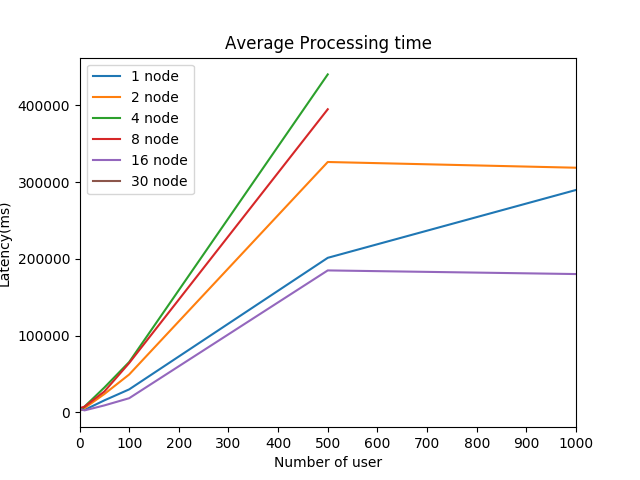 Average Processing time
1 node
2 node
4 node
8 node
16 node
30 node
400000
300000
200000
100000
0
Latency(ms)
0 100 200 300 400 500 600 700 800 900 1000
Number of user